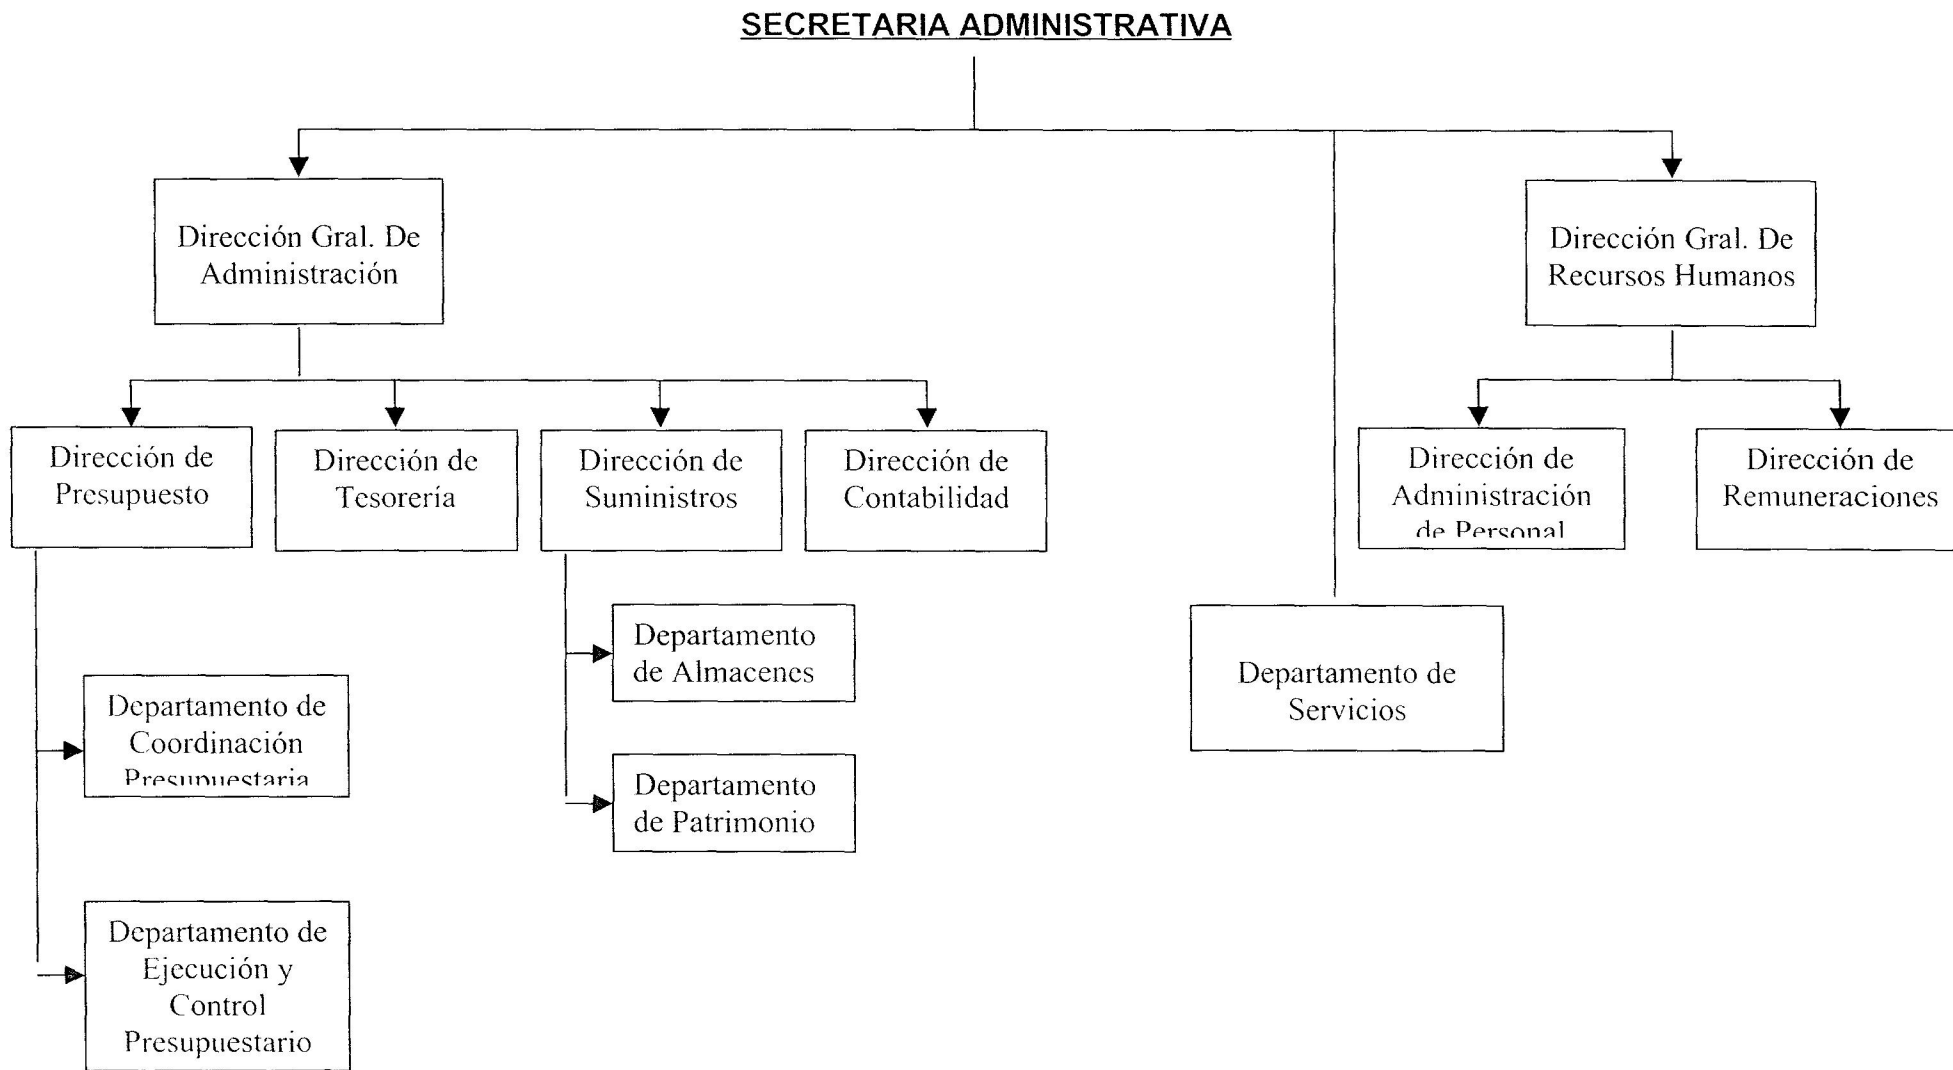 SECRETARIA ADMINISTRATIVA
Dirección Gral. De
Administración
Dirección Gral. De
Recursos Humanos
Dirección de
Presupuesto
Dirección de
Tesorería
Dirección de
Suministros
Dirección de
Contabilidad
Dirección de
Administración
de Personal
Dirección de
Remuneraciones
Departamento
de Almacenes
Departamento de
Servicios
Departamento de
Coordinación
Presupuestaria
Departamento
de Patrimonio
Departamento de
Ejecución y
Control
Presupuestario